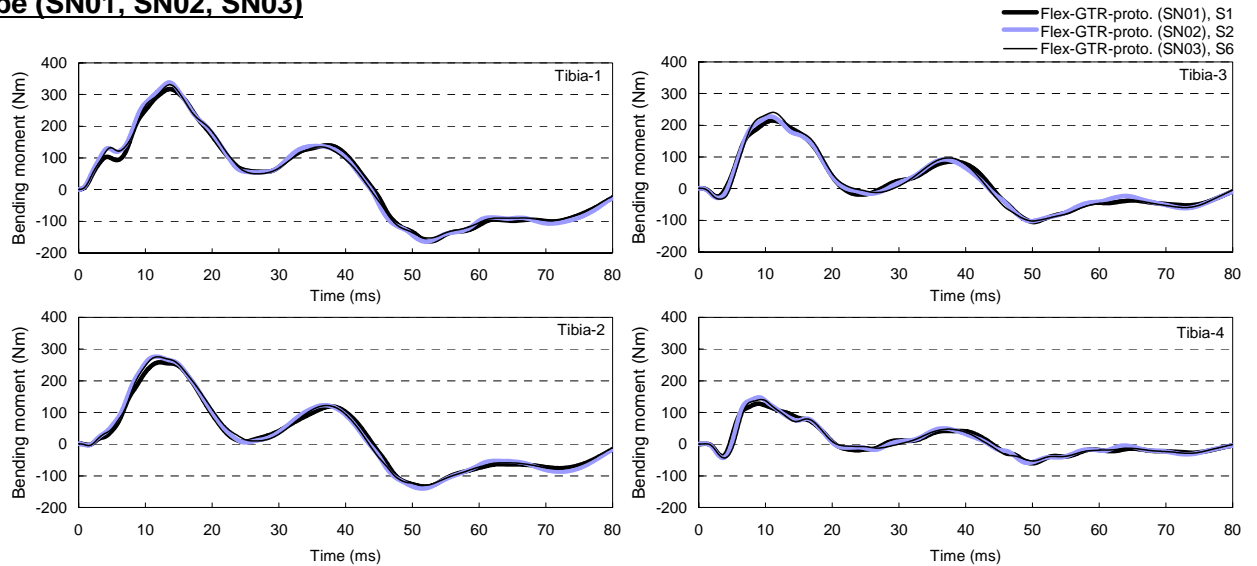 pe (SN01, SN02, SN03)
Flex-GTR-proto. (SN01), S1
Flex-GTR-proto. (SN02), S2
Flex-GTR-proto. (SN03), S6
Tibia-1
Bending moment (Nm)
400
300
200
100
0
-100
-200
0 10 20 30 40 50 60 70 80
Time (ms)
Tibia-3
Bending moment (Nm)
400
300
200
100
0
-100
-200
0 10 20 30 40 50 60 70 80
Time (ms)
Tibia-2
Bending moment (Nm)
400
300
200
100
0
-100
-200
0 10 20 30 40 50 60 70 80
Time (ms)
Tibia-4
Bending moment (Nm)
400
300
200
100
0
-100
-200
0 10 20 30 40 50 60 70 80
Time (ms)